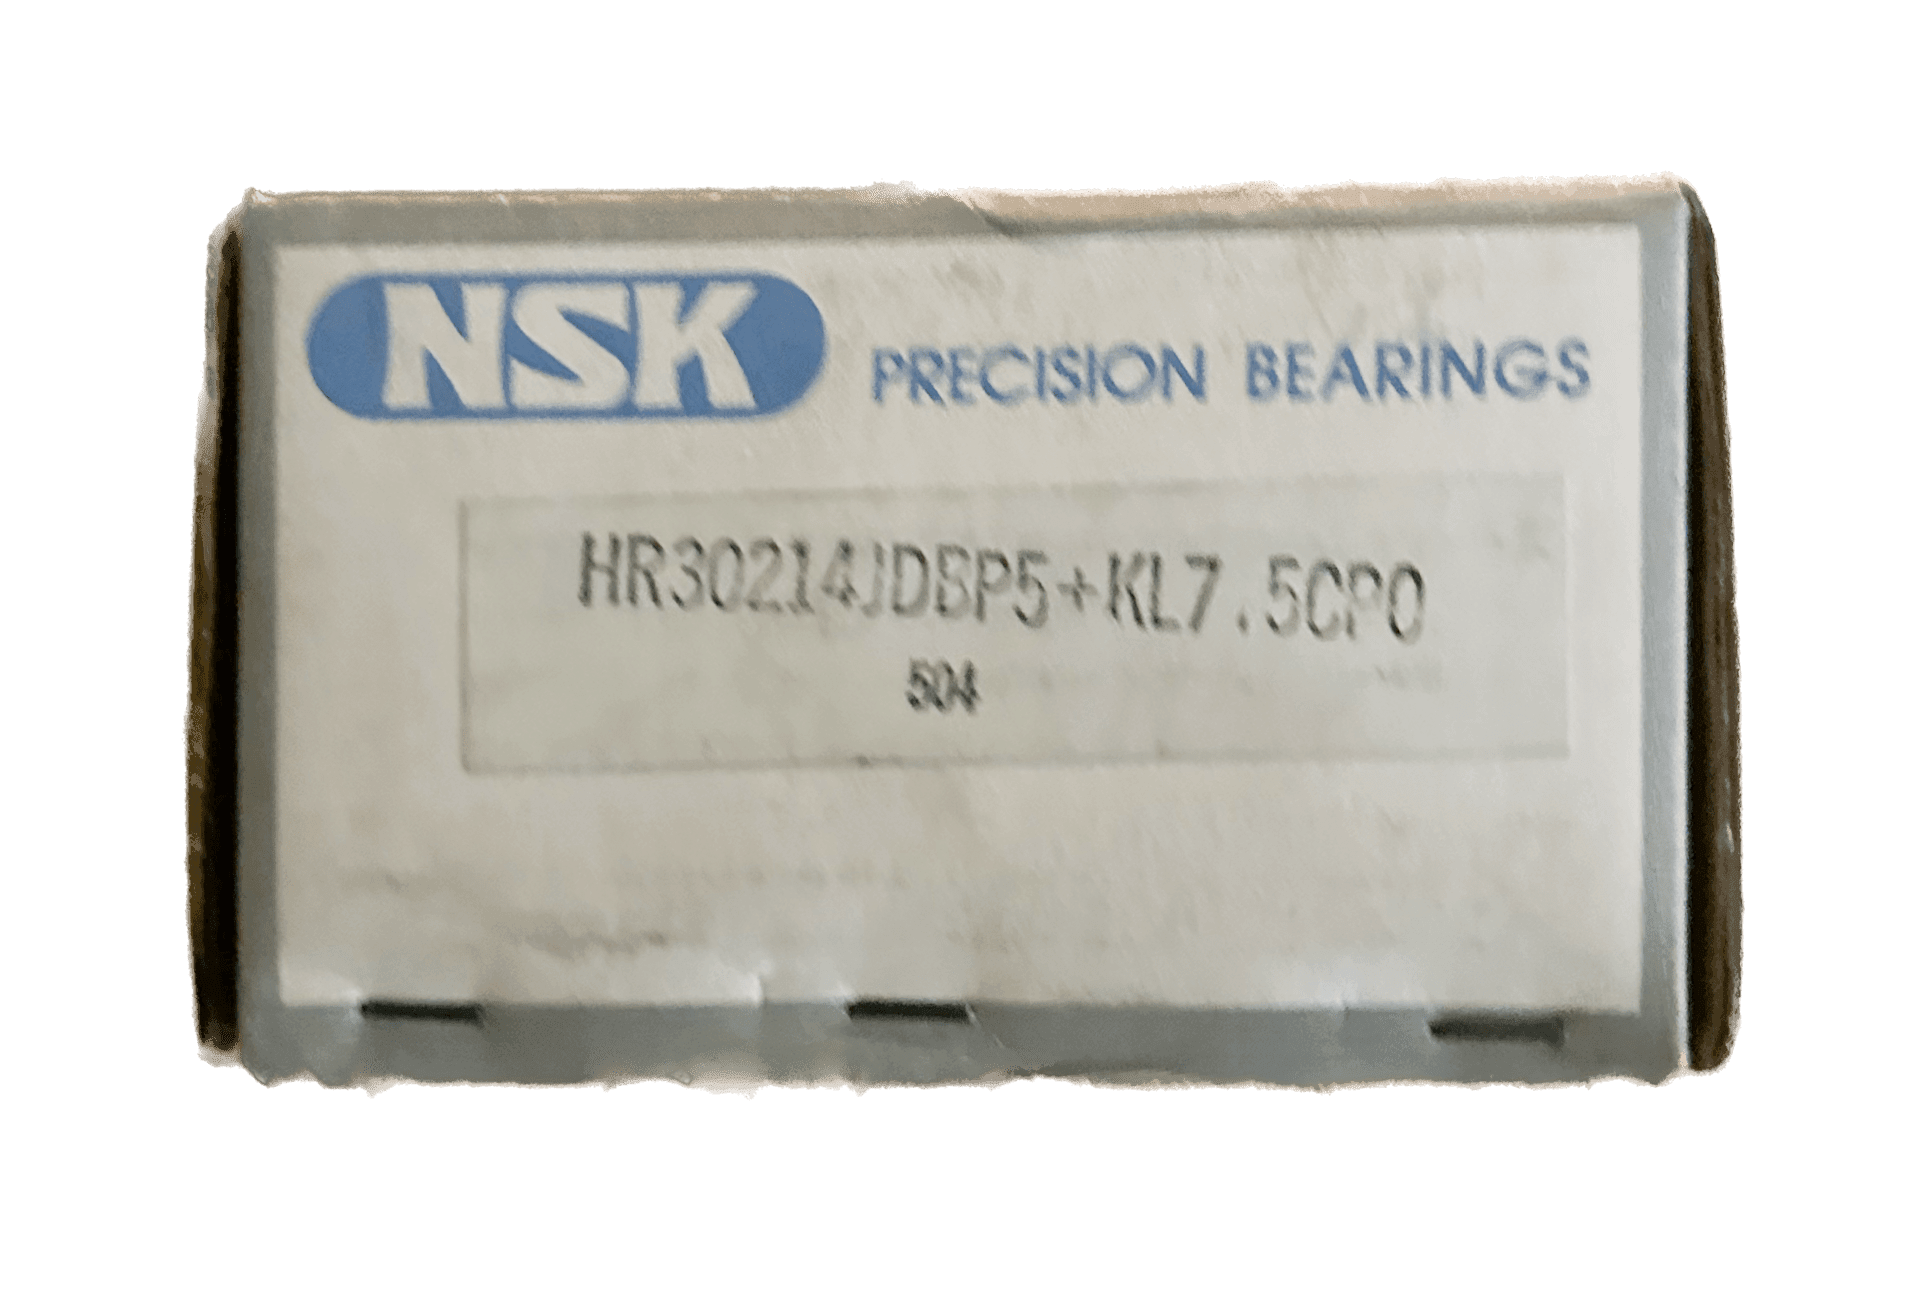 NSK PRECISION BEARINGS
HR30214JDBP5+KL7.5CP0
504